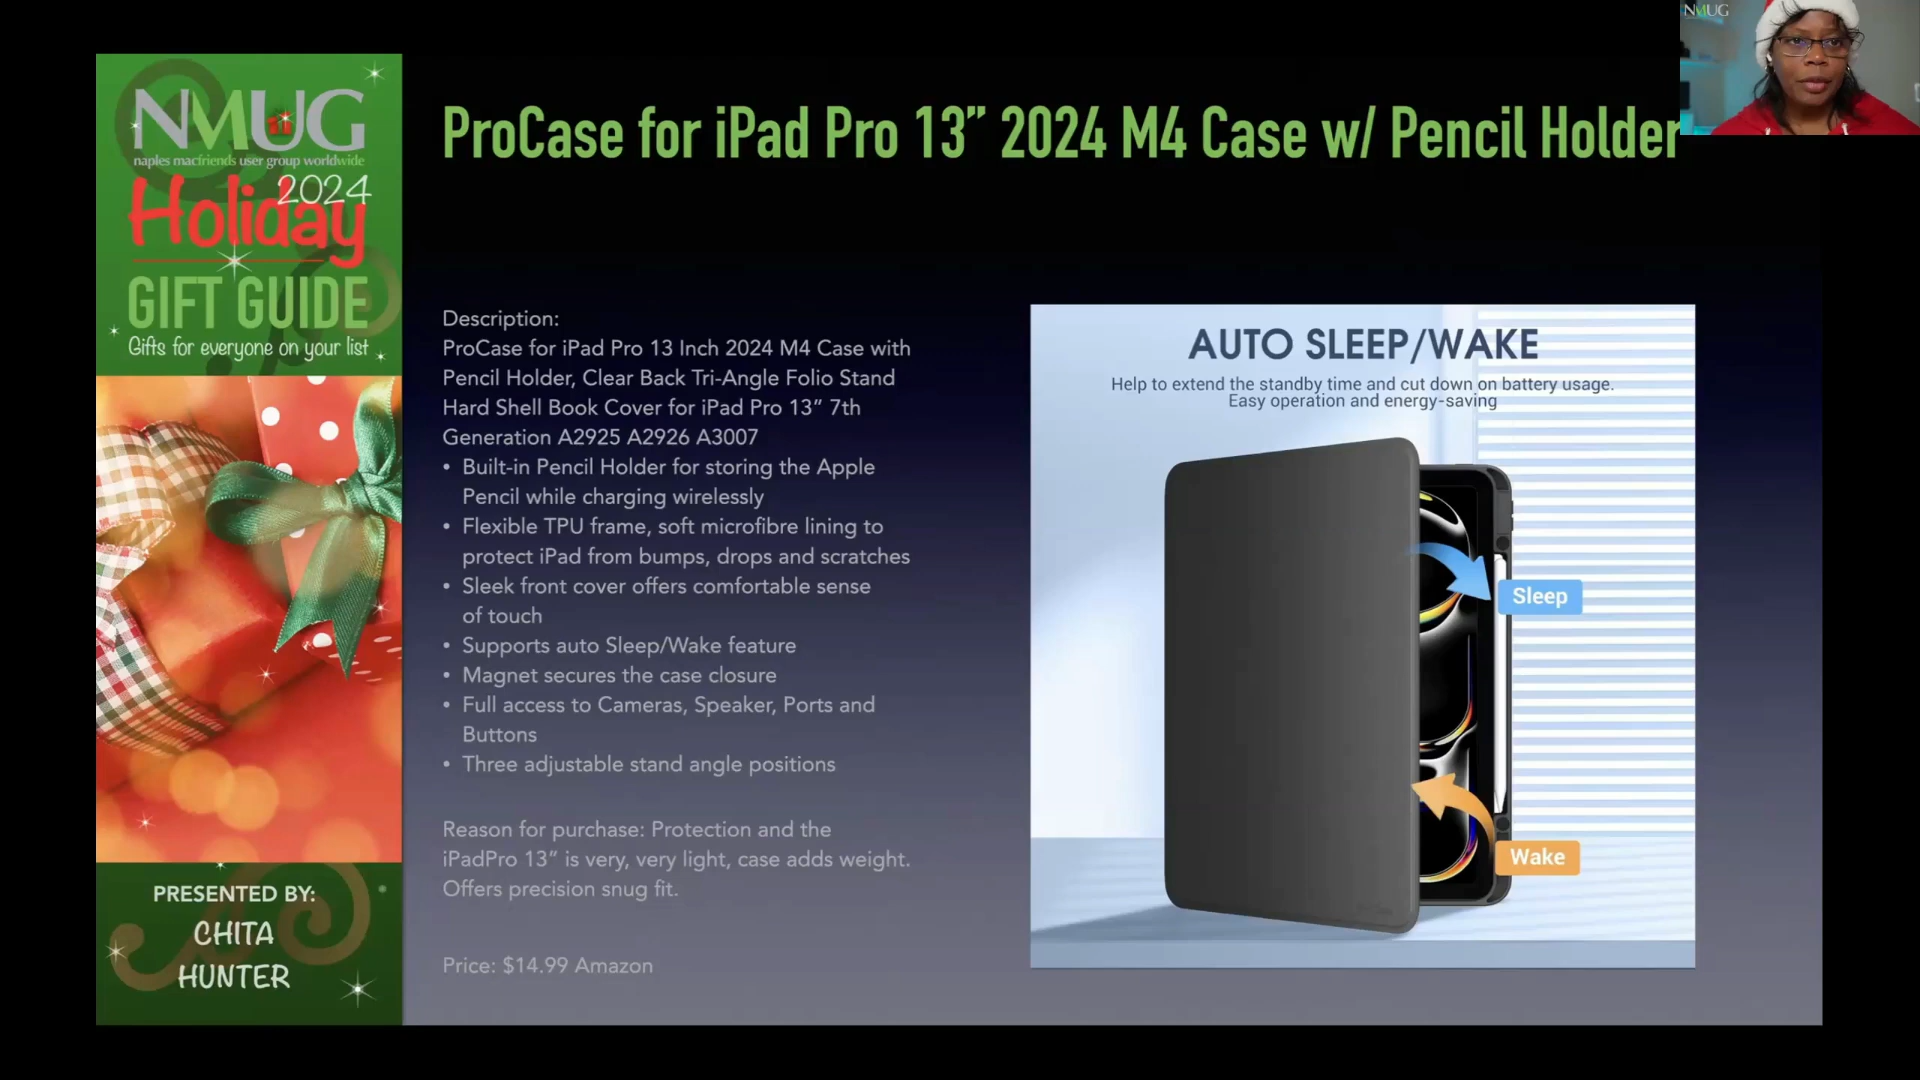 NMUG
naples macfriends user group worldwide
2024
Holiday
GIFT GUIDE
Gifts for everyone on your list
PRESENTED BY:
CHITA
HUNTER
ProCase for iPad Pro 13” 2024 M4 Case w/ Pencil Holder
Description:
ProCase for iPad Pro 13 Inch 2024 M4 Case with
Pencil Holder, Clear Back Tri-Angle Folio Stand
Hard Shell Book Cover for iPad Pro 13” 7th
Generation A2925 A2926 A3007
• Built-in Pencil Holder for storing the Apple
Pencil while charging wirelessly
• Flexible TPU frame, soft microfibre lining to
protect iPad from bumps, drops and scratches
• Sleek front cover offers comfortable sense
of touch
• Supports auto Sleep/Wake feature
• Magnet secures the case closure
• Full access to Cameras, Speaker, Ports and
Buttons
• Three adjustable stand angle positions
Reason for purchase: Protection and the
iPadPro 13” is very, very light, case adds weight.
Offers precision snug fit.
Price: $14.99 Amazon
AUTO SLEEP/WAKE
Help to extend the standby time and cut down on battery usage.
Easy operation and energy-saving
Sleep
Wake
NMUG